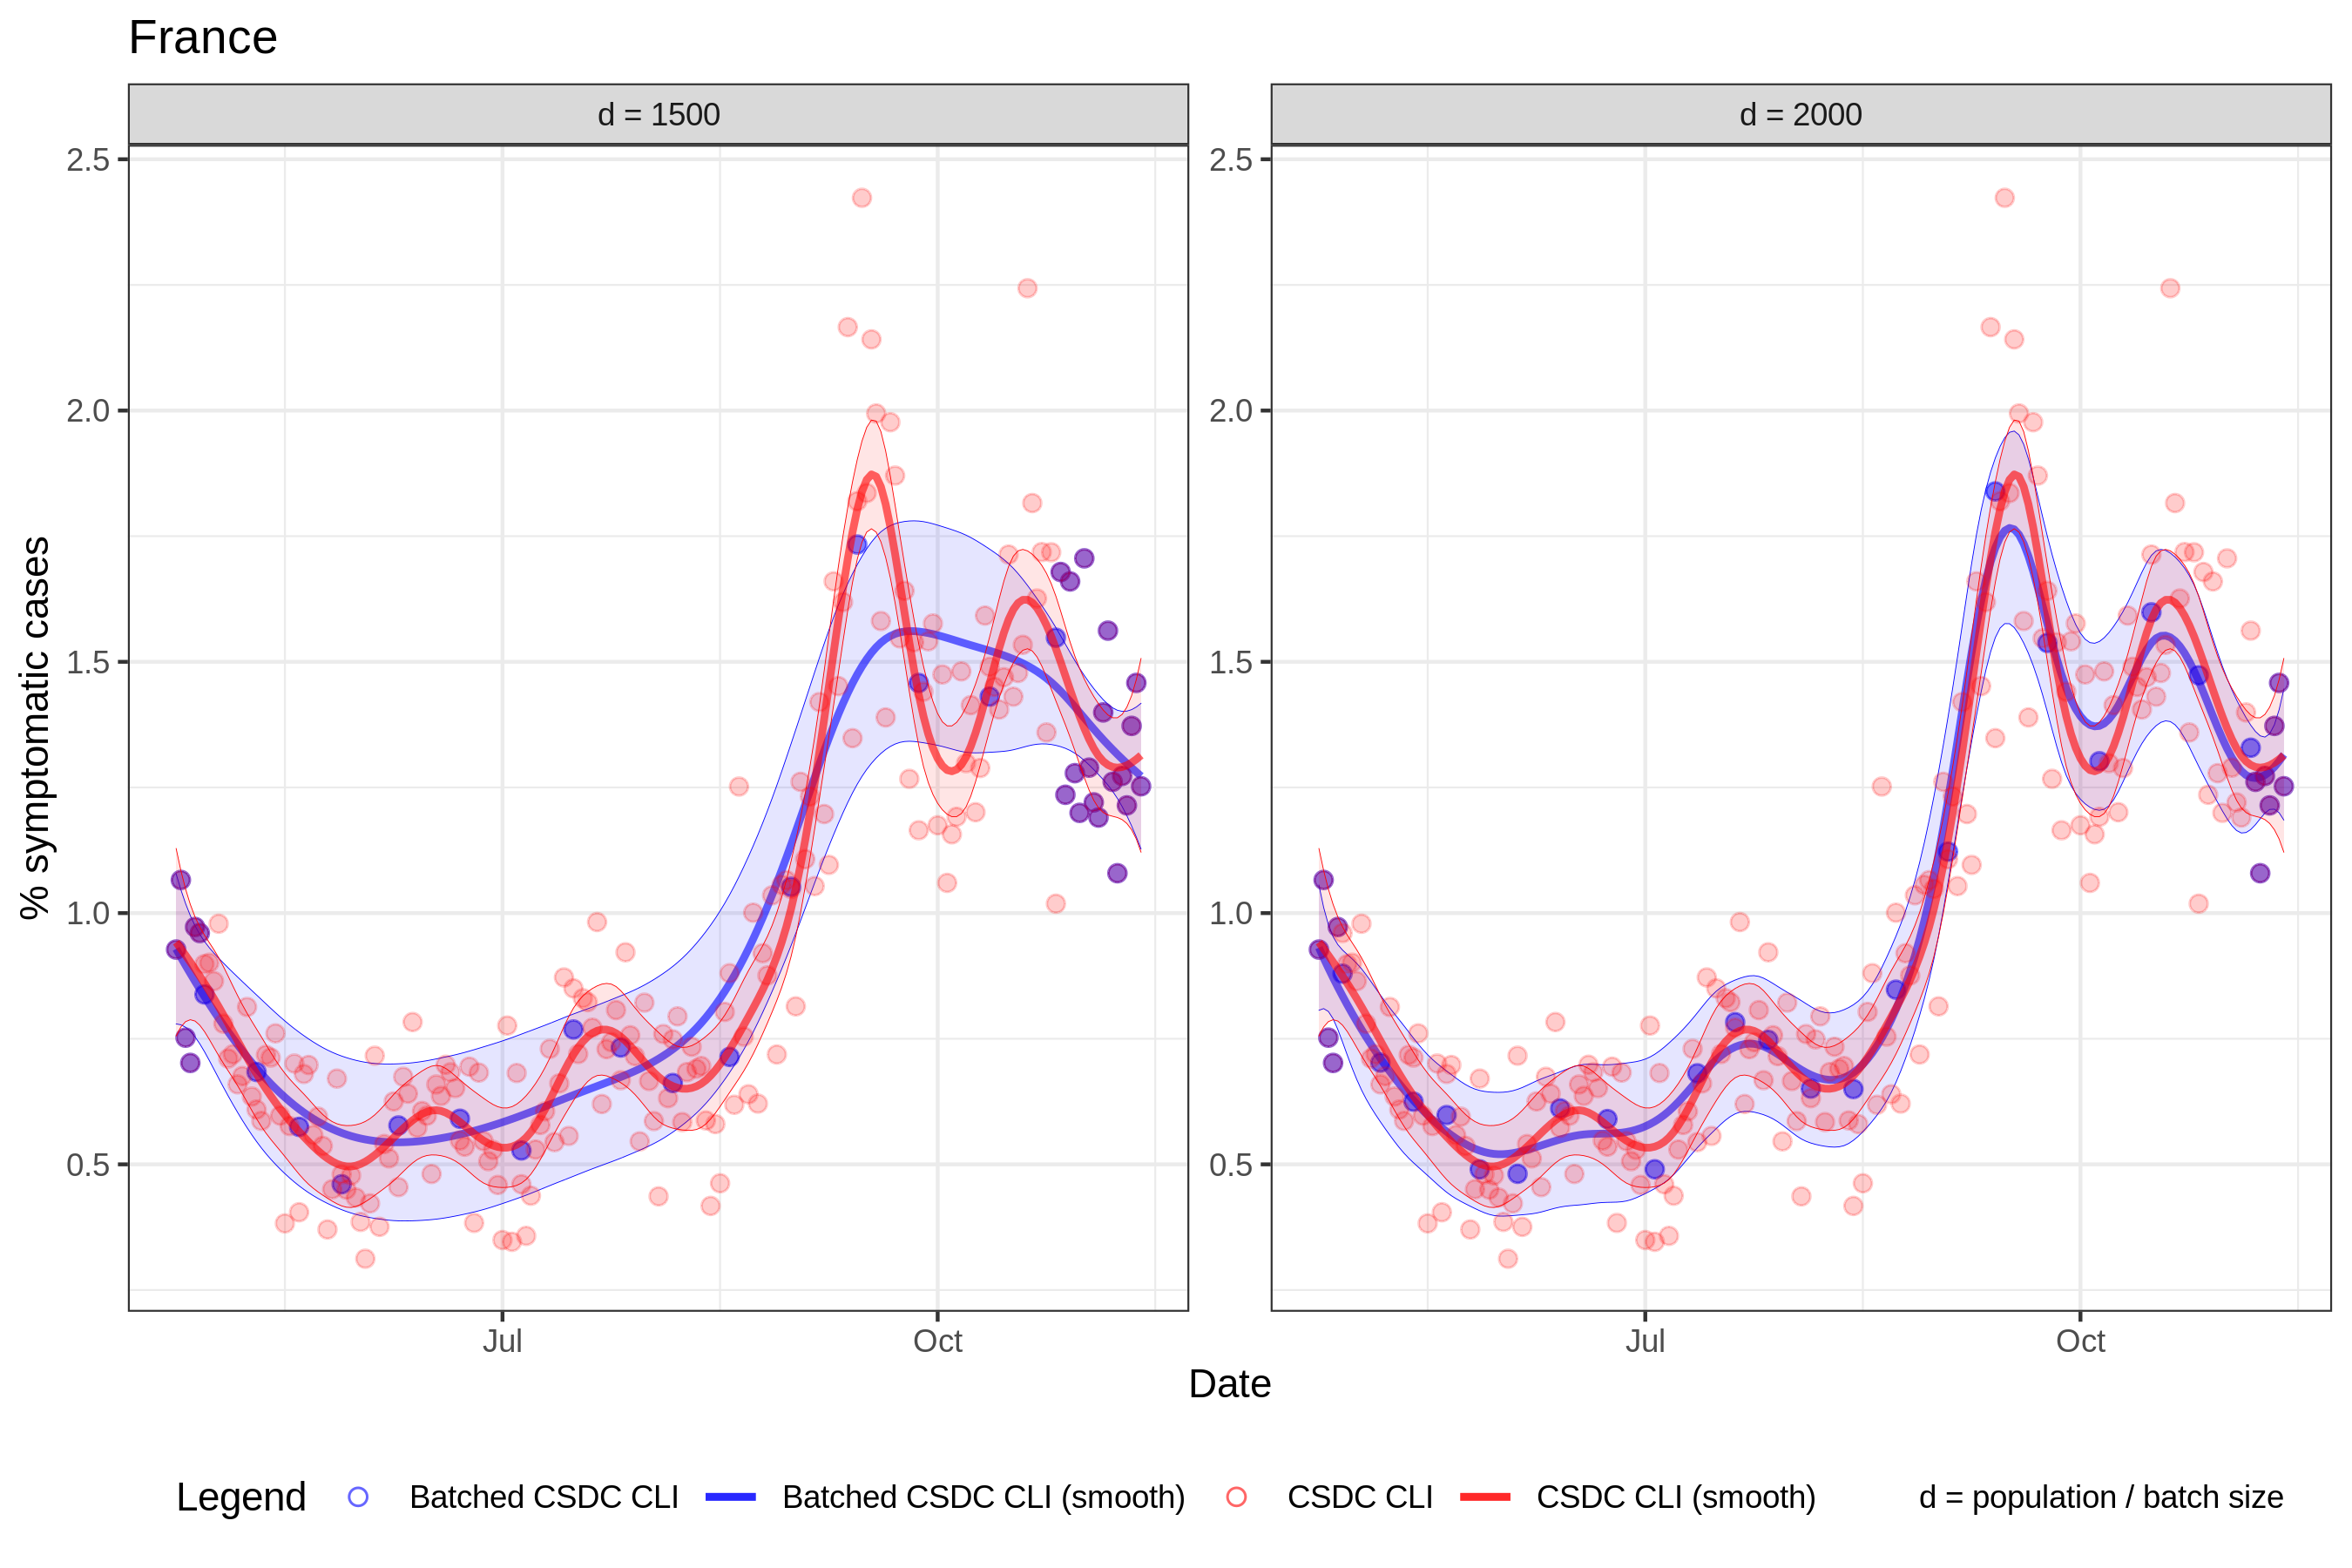 France
d = 1500
d = 2000
2.5
2.0
1.5
1.0
0.5
2.5
2.0
1.5
1.0
0.5
% symptomatic cases
Jul
Oct
Jul
Oct
Date
Legend
Batched CSDC CLI
Batched CSDC CLI (smooth)
CSDC CLI
CSDC CLI (smooth)
d = population / batch size